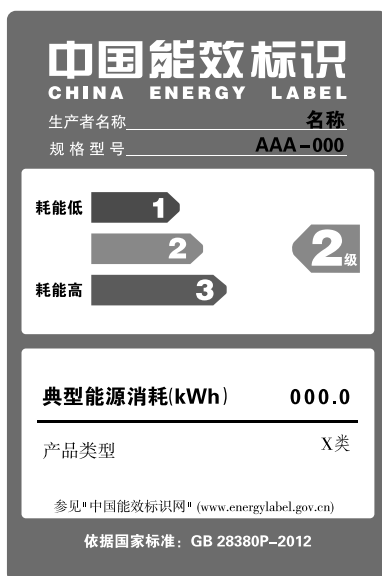 中国能效标识
CHINA ENERGY LABEL
生产者名称 名称
规格型号 AAA-000
耗能低 1
2 2级
耗能高 3
典型能源消耗(kWh) 000.0
产品类型 X类
参见"中国能效标识网" (www.energylabel.gov.cn)
依据国家标准：GB 28380P-2012